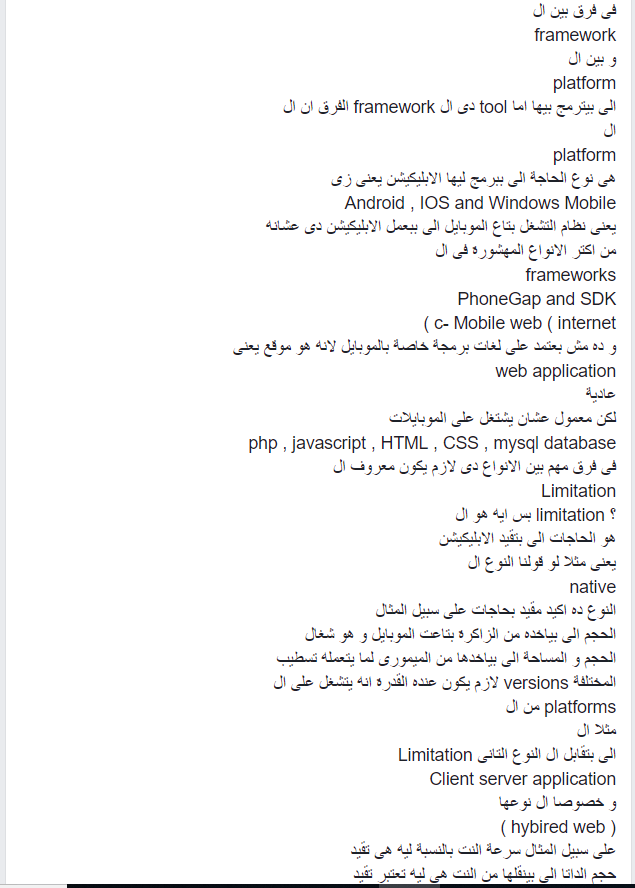 فى فرق بين ال
framework
و بين ال
platform
الى بيترمج بيها اما tool دى ال framework الفرق ان ال
ال
platform
هى نوع الحاجة الى ببرمج ليها الابليكيشن يعنى زى
Android , IOS and Windows Mobile
يعنى نظام التشغل بتاع الموبايل الى ببعمل الابليكيشن دى عشانه
من اكتر الانواع المهشورة فى ال
frameworks
PhoneGap and SDK
( c- Mobile web ( internet
و ده مش بعتمد على لغات برمجة خاصة بالموبايل لانه هو موقع يعنى
web application
عادية
لكن معمول عشان يشتغل على الموبايلات
php , javascript , HTML , CSS , mysql database
فى فرق مهم بين الانواع دى لازم يكون معروف ال
Limitation
؟ limitation بس ايه هو ال
هو الحاجات الى بتقيد الابليكيشن
يعنى مثلا لو قولنا النوع ال
native
النوع ده اكيد مقيد بحاجات على سبيل المثال
الحجم الى بياخده من الزاكرة بتاعت الموبايل و هو شغال
الحجم و المساحة الى بياخدها من الميمورى لما يتعمله تسطيب
المختلفة versions لازم يكون عنده القدرة انه يتشغل على ال
platforms من ال
مثلا ال
الى بتقابل ال النوع التانى Limitation
Client server application
و خصوصا ال نوعها
( hybired web )
على سبيل المثال سرعة النت بالنسبة ليه هى تقيد
حجم الداتا الى بينقلها من النت هى ليه تعتبر تقيد